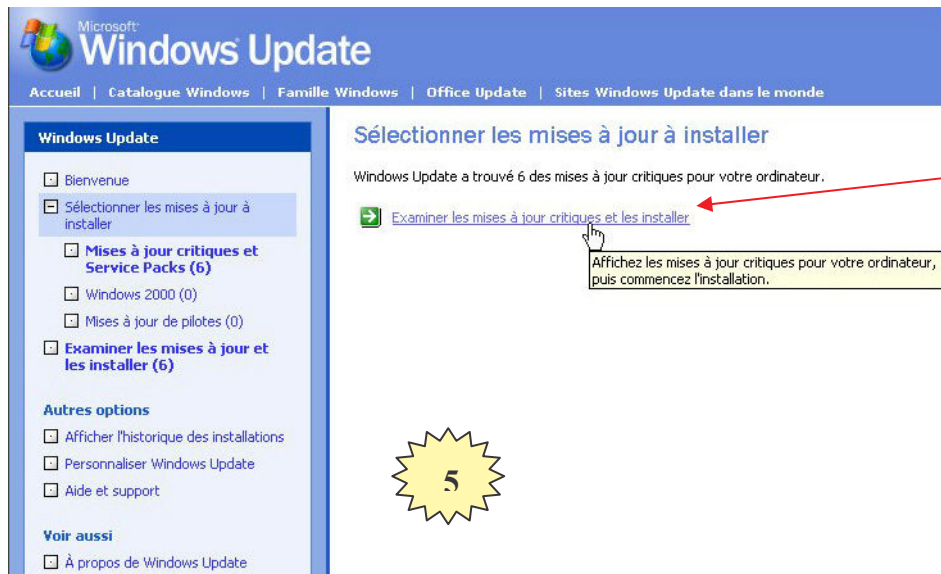 Microsoft
Windows Update
Accueil | Catalogue Windows | Famille Windows | Office Update | Sites Windows Update dans le monde
Windows Update
Bienvenue
Sélectionner les mises à jour à
installer
Mises à jour critiques et
Service Packs (6)
Windows 2000 (0)
Mises à jour de pilotes (0)
Examiner les mises à jour et
les installer (6)
Autres options
Afficher l'historique des installations
Personnaliser Windows Update
Aide et support
Voir aussi
À propos de Windows Update
Sélectionner les mises à jour à installer
Windows Update a trouvé 6 des mises à jour critiques pour votre ordinateur.
Examiner les mises à jour critiques et les installer
Affichez les mises à jour critiques pour votre ordinateur,
puis commencez l'installation.
5